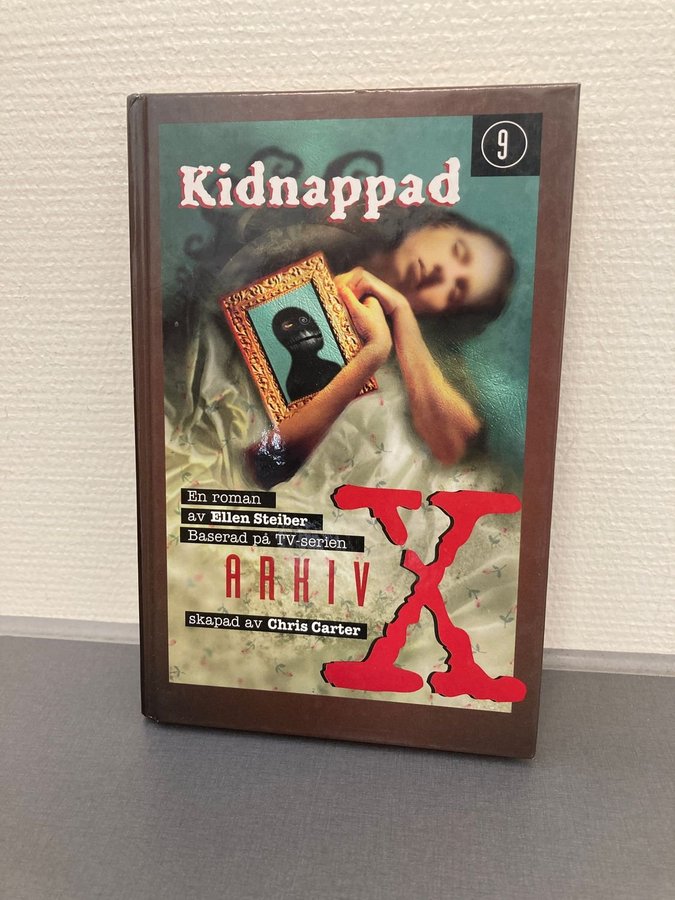 9
Kidnappad
En roman
av Ellen Steiber
Baserad på TV-serien
ARKIV X
skapad av Chris Carter